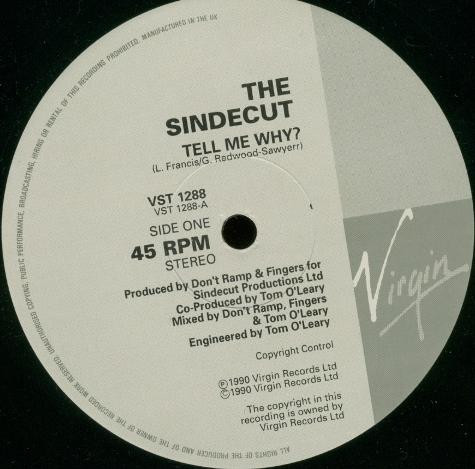 THE
SINDECUT
TELL ME WHY?
(L. Francis/G. Redwood-Sawyerr)
VST 1288
VST 1288-A
SIDE ONE
45 RPM
STEREO
Produced by Don't Ramp & Fingers for
Sindecut Productions Ltd
Co-Produced by Tom O'Leary
Mixed by Don't Ramp, Fingers
& Tom O'Leary
Engineered by Tom O'Leary
Copyright Control
℗1990 Virgin Records Ltd
©1990 Virgin Records Ltd
The copyright in this
recording is owned by
Virgin Records Ltd
Virgin
ALL RIGHTS OF THE PRODUCER AND OF THE OWNER OF THE RECORDED WORK RESERVED. UNAUTHORISED COPYING, PUBLIC PERFORMANCE, BROADCASTING, HIRING OR RENTAL OF THIS RECORDING PROHIBITED. MANUFACTURED IN THE UK